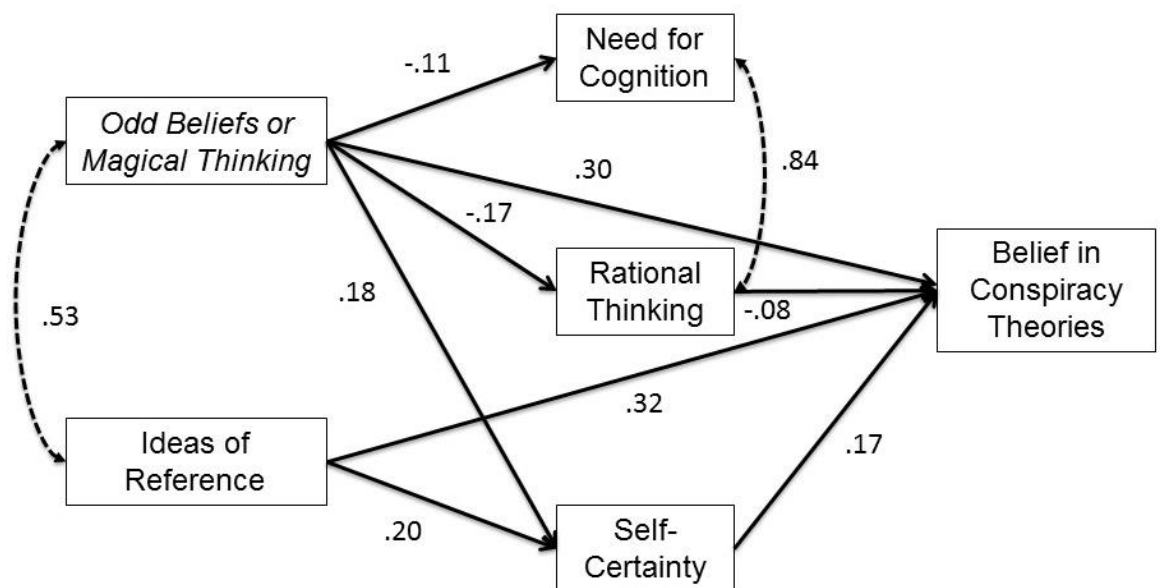 Need for
Cognition
-.11
Odd Beliefs or
Magical Thinking
.30
.84
-.17
Rational
Thinking
-.08
Belief in
Conspiracy
Theories
.18
.53
.32
Ideas of
Reference
.17
.20
Self-
Certainty